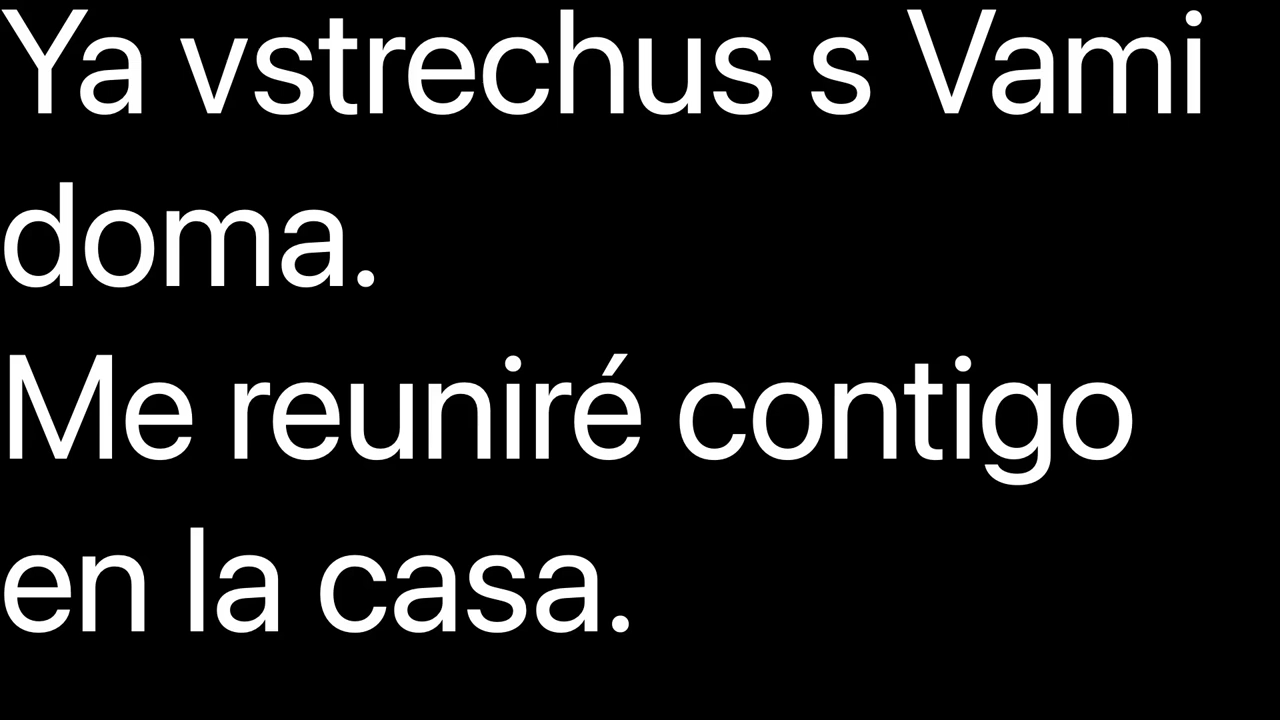 Ya vstrechus s Vami
doma.
Me reuniré contigo
en la casa.